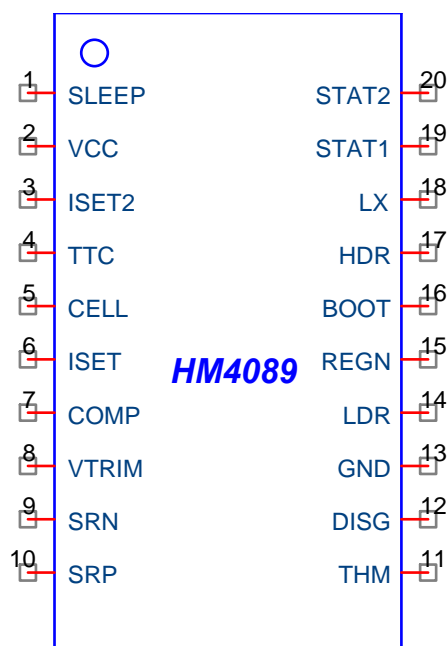 1 SLEEP STAT2 20
2 VCC STAT1 19
3 ISET2 LX 18
4 TTC HDR 17
5 CELL BOOT 16
6 ISET REGN 15
HM4089
7 COMP LDR 14
8 VTRIM GND 13
9 SRN DISG 12
10 SRP THM 11